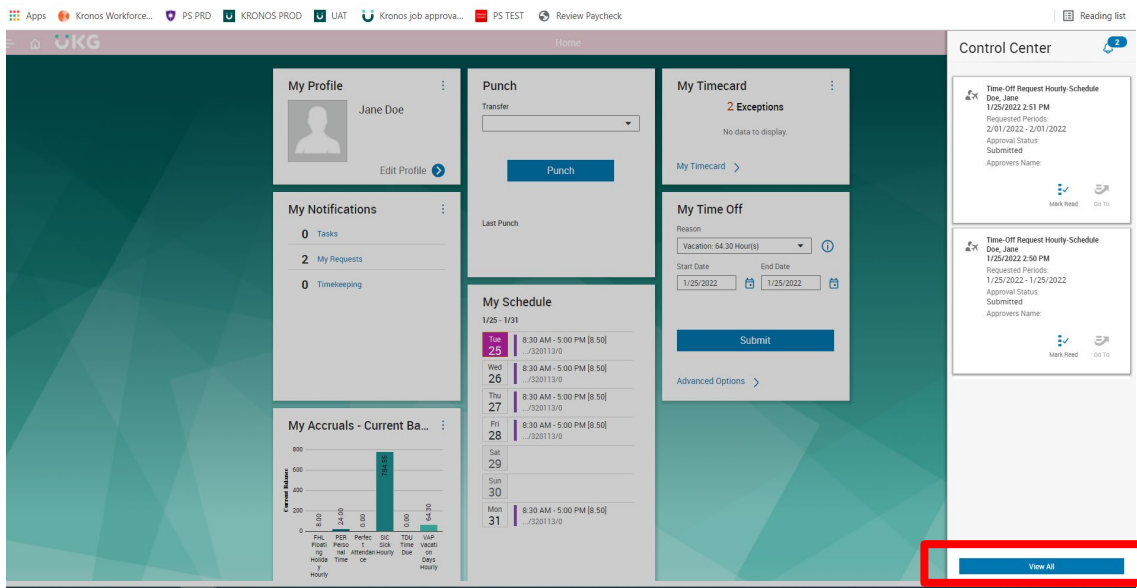 Apps Kronos Workforce... PS PRD KRONOS PROD UAT Kronos job approva... PS TEST Review Paycheck Reading list
UKG Home
My Profile
Jane Doe
Edit Profile
My Notifications
0 Tasks
2 My Requests
0 Timekeeping
My Accruals - Current Ba...
Current Balance
800
600
400
200
0
8.00 24.00 0.00 784.55 0.00 64.30
FHL Floati ng Holida y Hourly
PER Perso nal Time
Perfec t Attendan ce
SIC Sick Hourly
TDU Time Due
VAP Vacati on Days Hourly
Punch
Transfer
Punch
Last Punch
My Schedule
1/25 - 1/31
Tue 8:30 AM - 5:00 PM [8.50]
25 .../320113/0
Wed 8:30 AM - 5:00 PM [8.50]
26 .../320113/0
Thu 8:30 AM - 5:00 PM [8.50]
27 .../320113/0
Fri 8:30 AM - 5:00 PM [8.50]
28 .../320113/0
Sat
29
Sun
30
Mon 8:30 AM - 5:00 PM [8.50]
31 .../320113/0
My Timecard
2 Exceptions
No data to display.
My Timecard
My Time Off
Reason
Vacation: 64.30 Hour(s)
Start Date End Date
1/25/2022 1/25/2022
Submit
Advanced Options
Control Center 2
Time-Off Request Hourly-Schedule
Doe, Jane
1/25/2022 2:51 PM
Requested Periods:
2/01/2022 - 2/01/2022
Approval Status:
Submitted
Approvers Name:
Mark Read Go To
Time-Off Request Hourly-Schedule
Doe, Jane
1/25/2022 2:50 PM
Requested Periods:
1/25/2022 - 1/25/2022
Approval Status:
Submitted
Approvers Name:
Mark Read Go To
View All